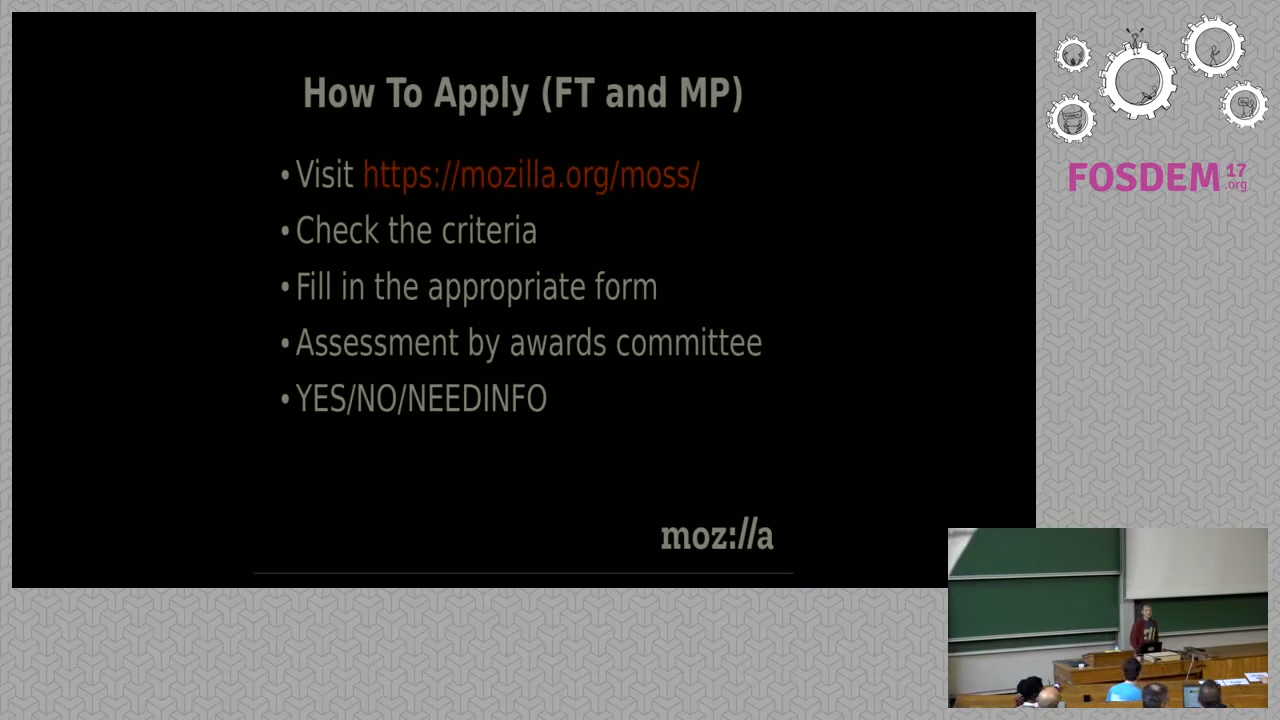 How To Apply (FT and MP)
• Visit https://mozilla.org/moss/
• Check the criteria
• Fill in the appropriate form
• Assessment by awards committee
• YES/NO/NEEDINFO
moz://a
FOSDEM 17
.org